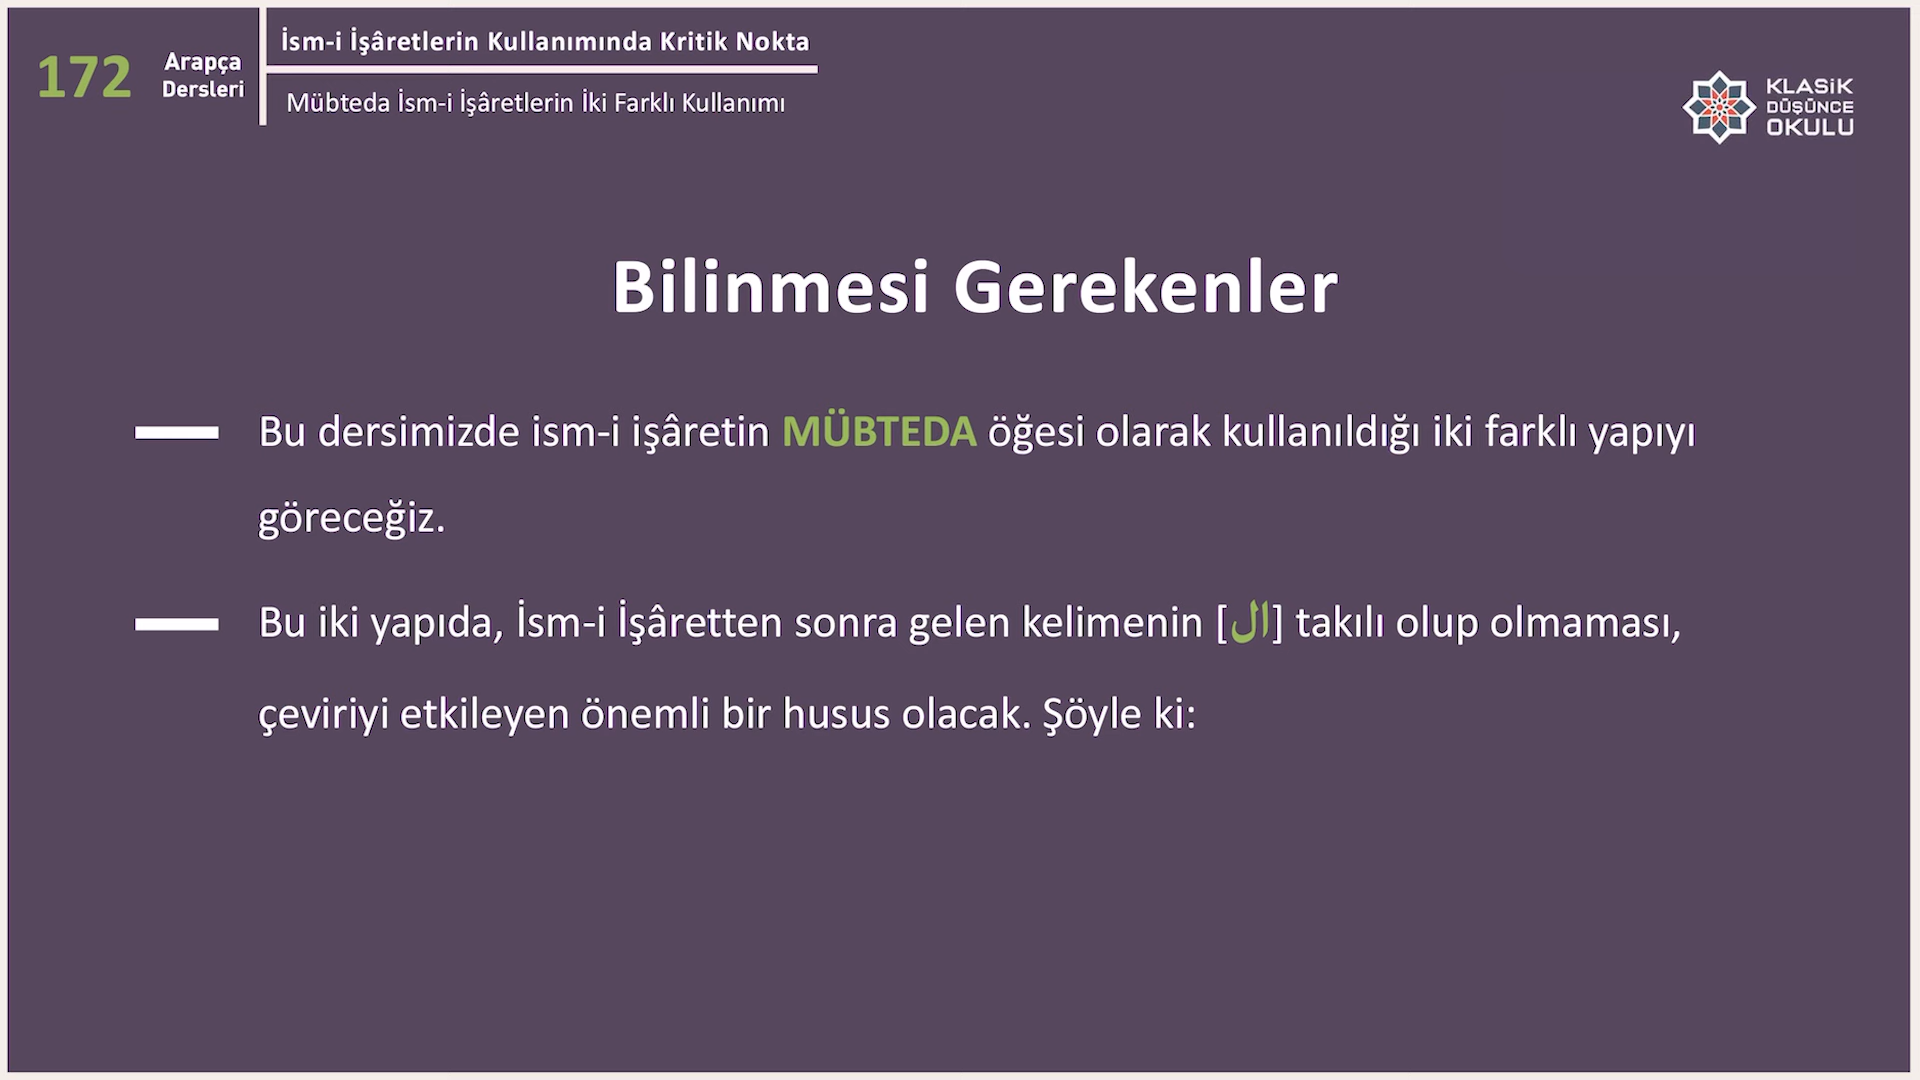 172
Arapça
Dersleri
İsm-i İşâretlerin Kullanımında Kritik Nokta
Mübteda İsm-i İşâretlerin İki Farklı Kullanımı
KLASiK
DÜŞÜNCE
OKULU
Bilinmesi Gerekenler
Bu dersimizde ism-i işâretin MÜBTEDA öğesi olarak kullanıldığı iki farklı yapıyı
göreceğiz.
Bu iki yapıda, İsm-i İşâretten sonra gelen kelimenin [ال] takılı olup olmaması,
çeviriyi etkileyen önemli bir husus olacak. Şöyle ki: